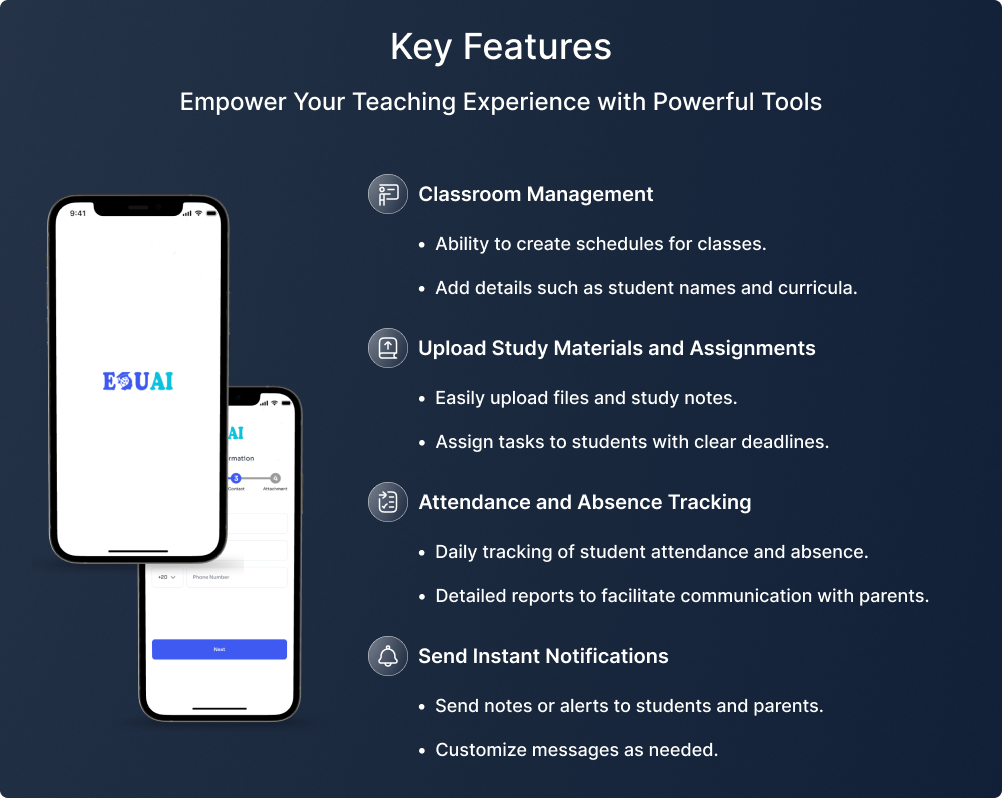 Key Features
Empower Your Teaching Experience with Powerful Tools
Classroom Management
• Ability to create schedules for classes.
• Add details such as student names and curricula.
Upload Study Materials and Assignments
• Easily upload files and study notes.
• Assign tasks to students with clear deadlines.
Attendance and Absence Tracking
• Daily tracking of student attendance and absence.
• Detailed reports to facilitate communication with parents.
Send Instant Notifications
• Send notes or alerts to students and parents.
• Customize messages as needed.
9:41
EDUAI
AI
rmation
3 4
Contact Attachment
+20 Phone Number
Next